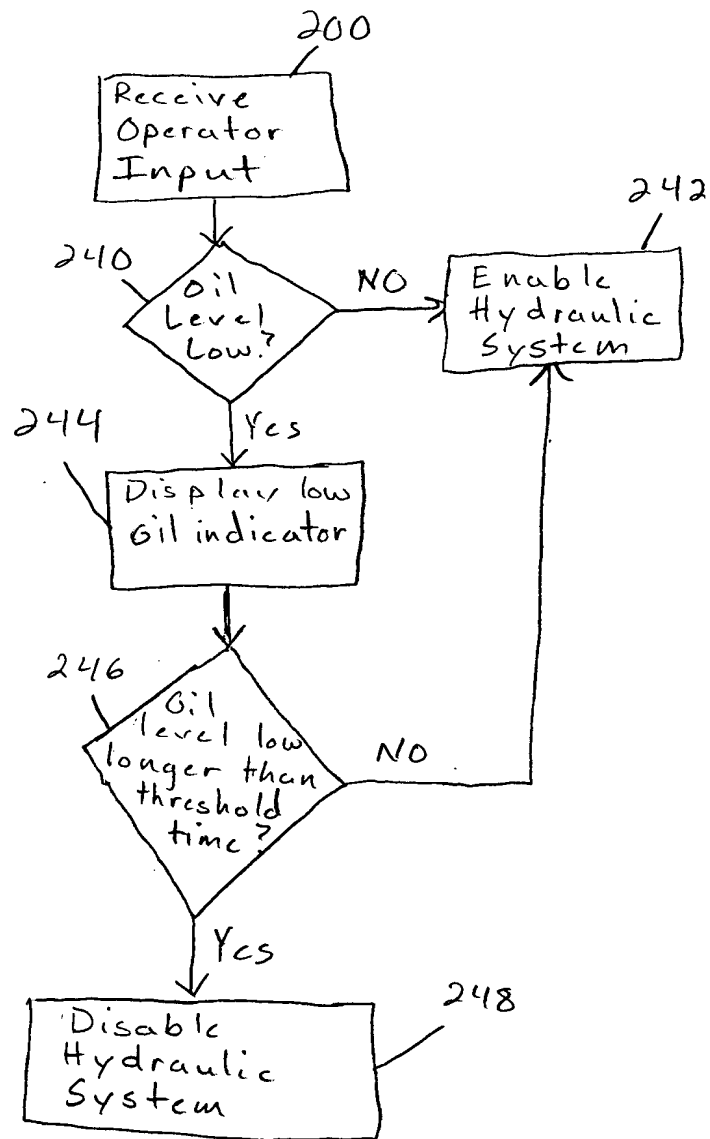 200
Receive
Operator
Input
242
240
Oil
Level
Low?
NO
Enable
Hydraulic
System
Yes
244
Display low
Oil indicator
246
Oil
level low
longer than
threshold
time?
NO
Yes
248
Disable
Hydraulic
System